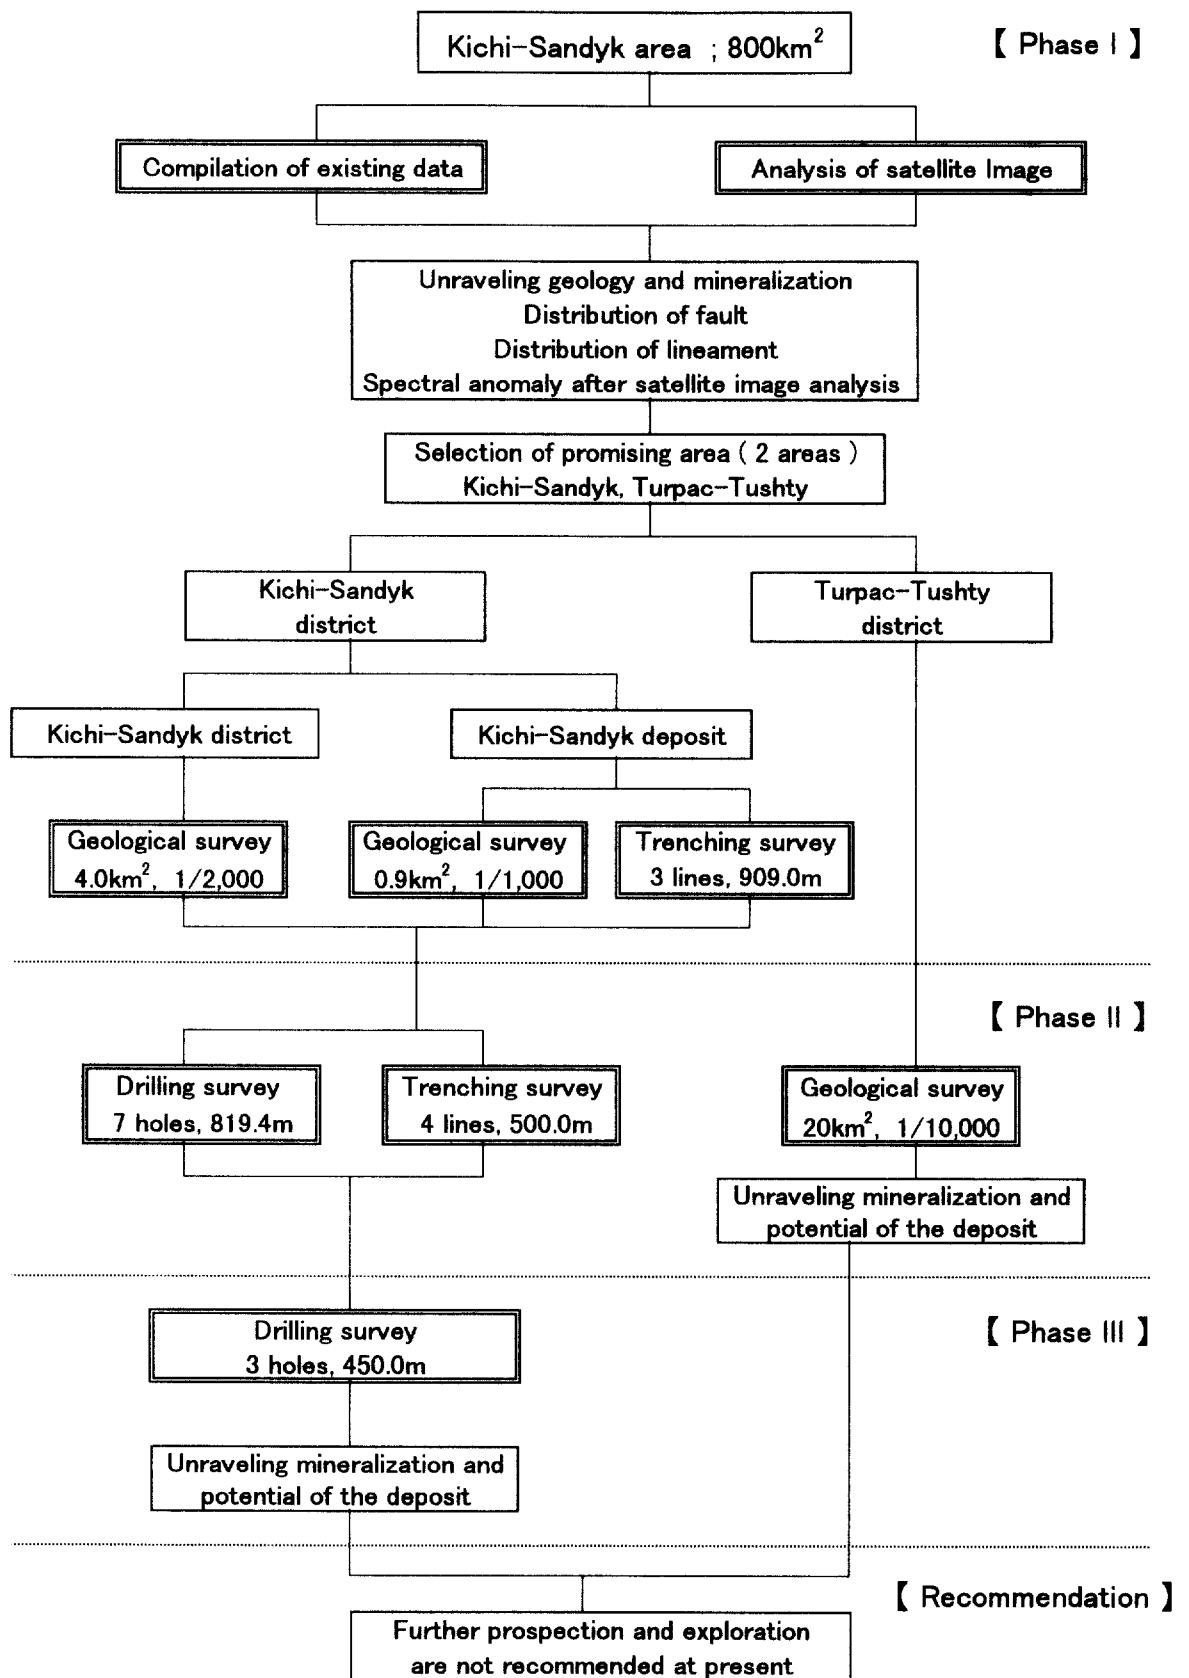 Kichi-Sandyk area ; 800km²
【 Phase I 】
Compilation of existing data
Analysis of satellite Image
Unraveling geology and mineralization
Distribution of fault
Distribution of lineament
Spectral anomaly after satellite image analysis
Selection of promising area ( 2 areas )
Kichi-Sandyk, Turpac-Tushty
Kichi-Sandyk
district
Turpac-Tushty
district
Kichi-Sandyk district
Kichi-Sandyk deposit
Geological survey
4.0km², 1/2,000
Geological survey
0.9km², 1/1,000
Trenching survey
3 lines, 909.0m
【 Phase II 】
Drilling survey
7 holes, 819.4m
Trenching survey
4 lines, 500.0m
Geological survey
20km², 1/10,000
Unraveling mineralization and
potential of the deposit
【 Phase III 】
Drilling survey
3 holes, 450.0m
Unraveling mineralization and
potential of the deposit
【 Recommendation 】
Further prospection and exploration
are not recommended at present